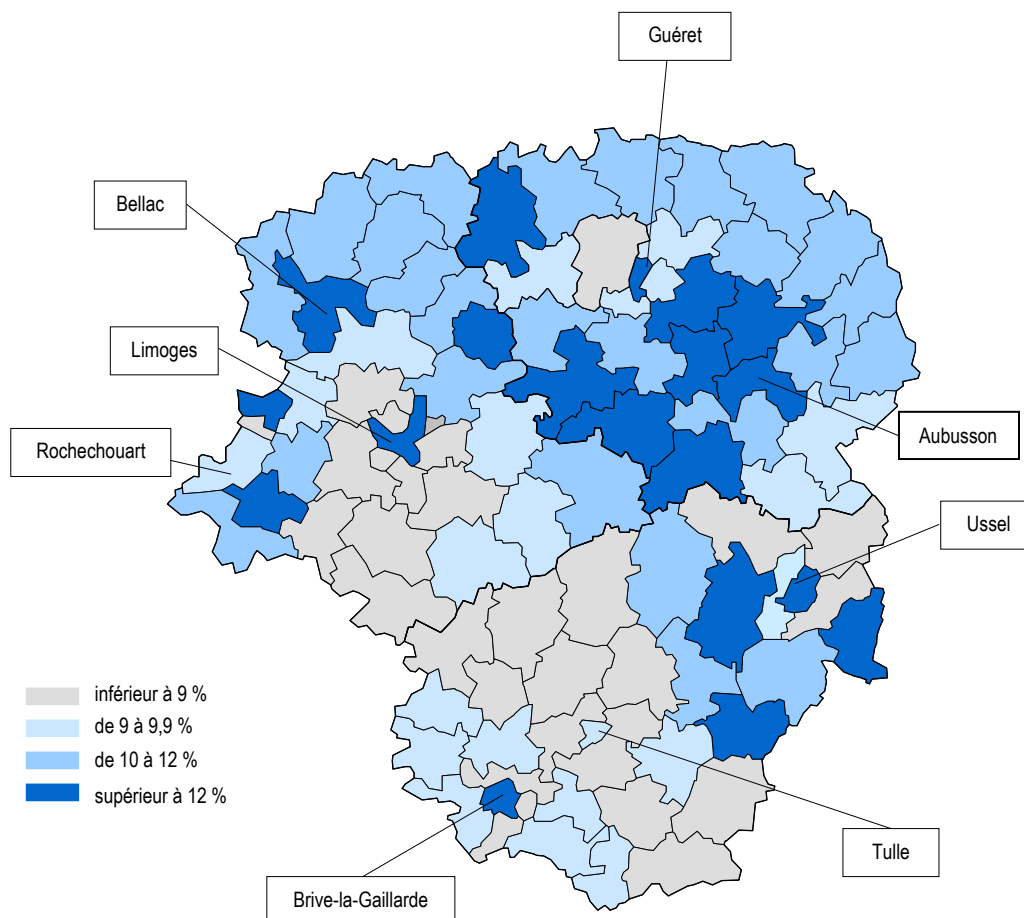 Guéret
Bellac
Limoges
Rochechouart
Aubusson
Ussel
inférieur à 9 %
de 9 à 9,9 %
de 10 à 12 %
supérieur à 12 %
Tulle
Brive-la-Gaillarde